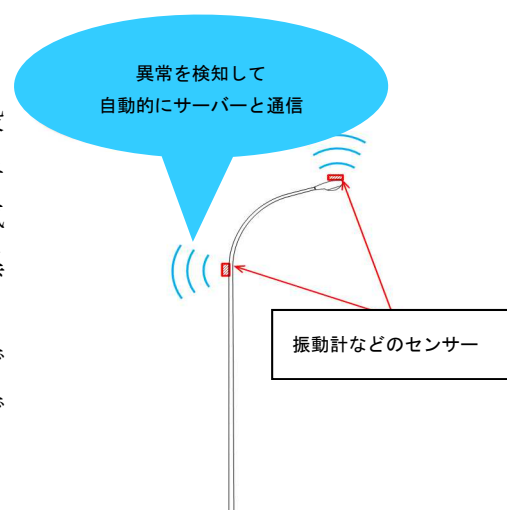 異常を検知して
自動的にサーバーと通信
振動計などのセンサー